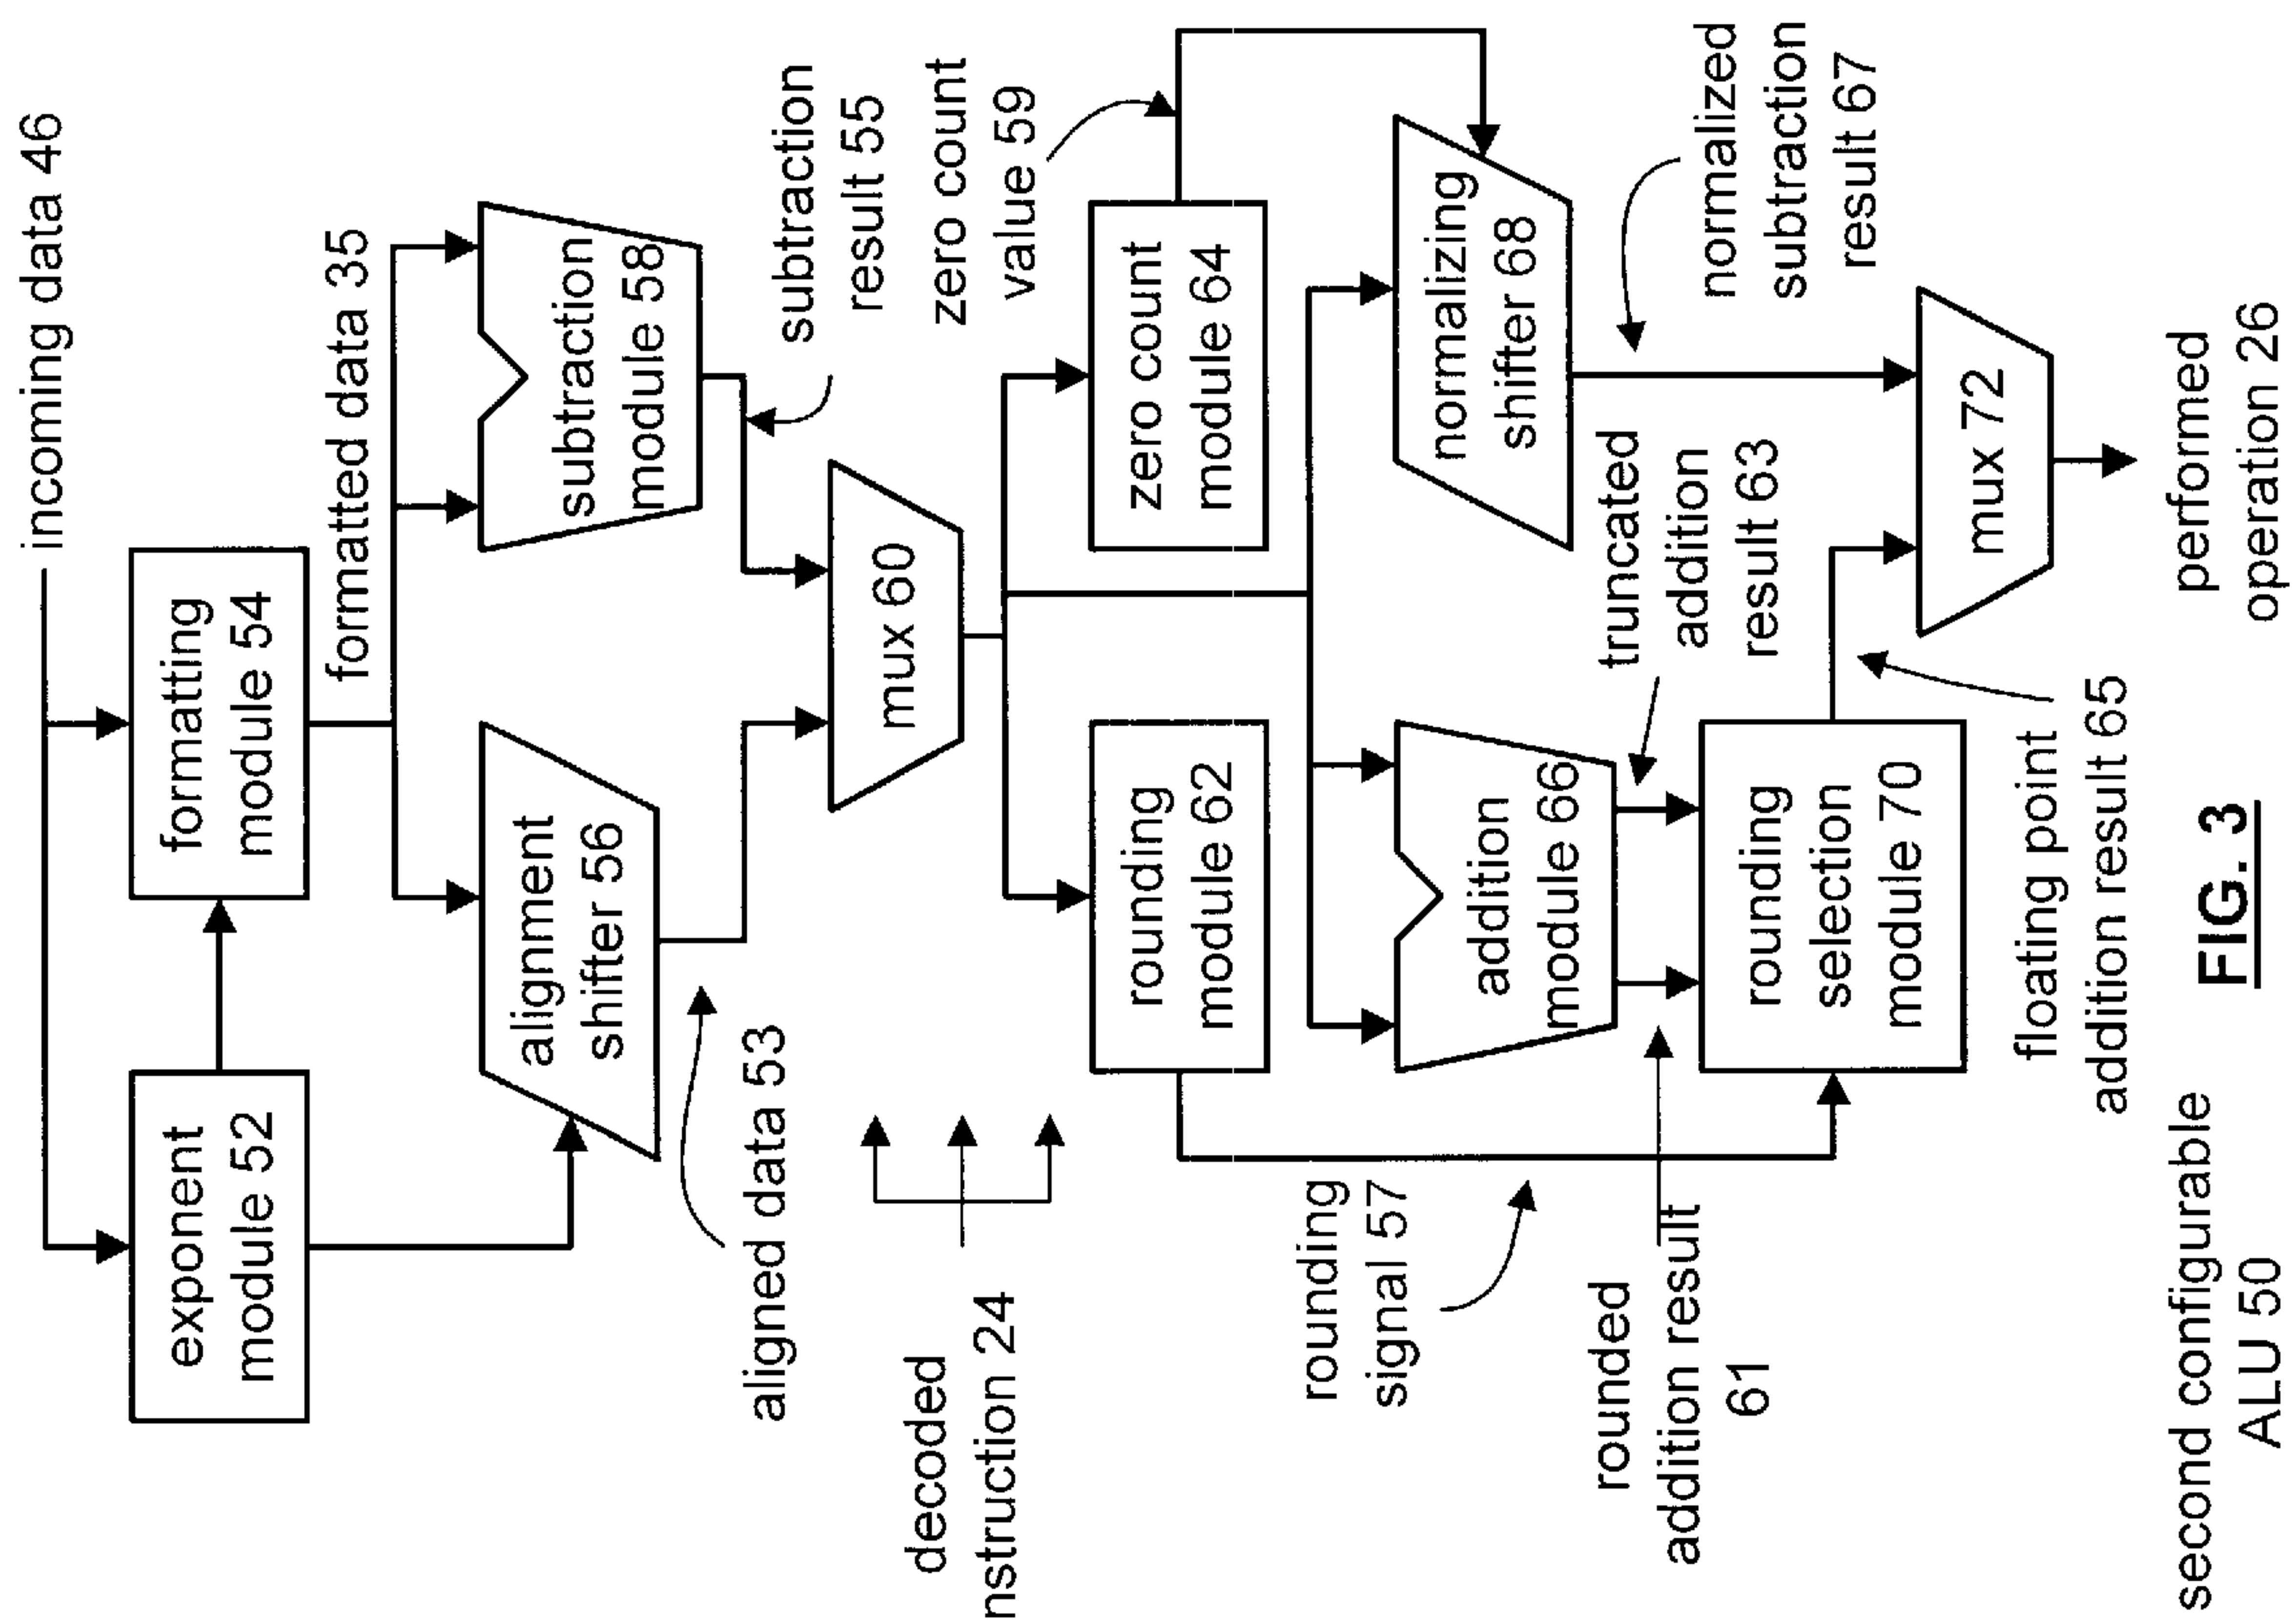 incoming data 46
exponent
module 52
formatting
module 54
formatted data 35
alignment
shifter 56
subtraction
module 58
aligned data 53
subtraction
result 55
mux 60
decoded
nstruction 24
zero count
value 59
rounding
module 62
zero count
module 64
rounding
signal 57
addition
module 66
normalizing
shifter 68
rounded
addition result
61
truncated
addition
result 63
normalized
subtraction
result 67
rounding
selection
module 70
mux 72
floating point
addition result 65
performed
operation 26
second configurable
ALU 50
FIG. 3